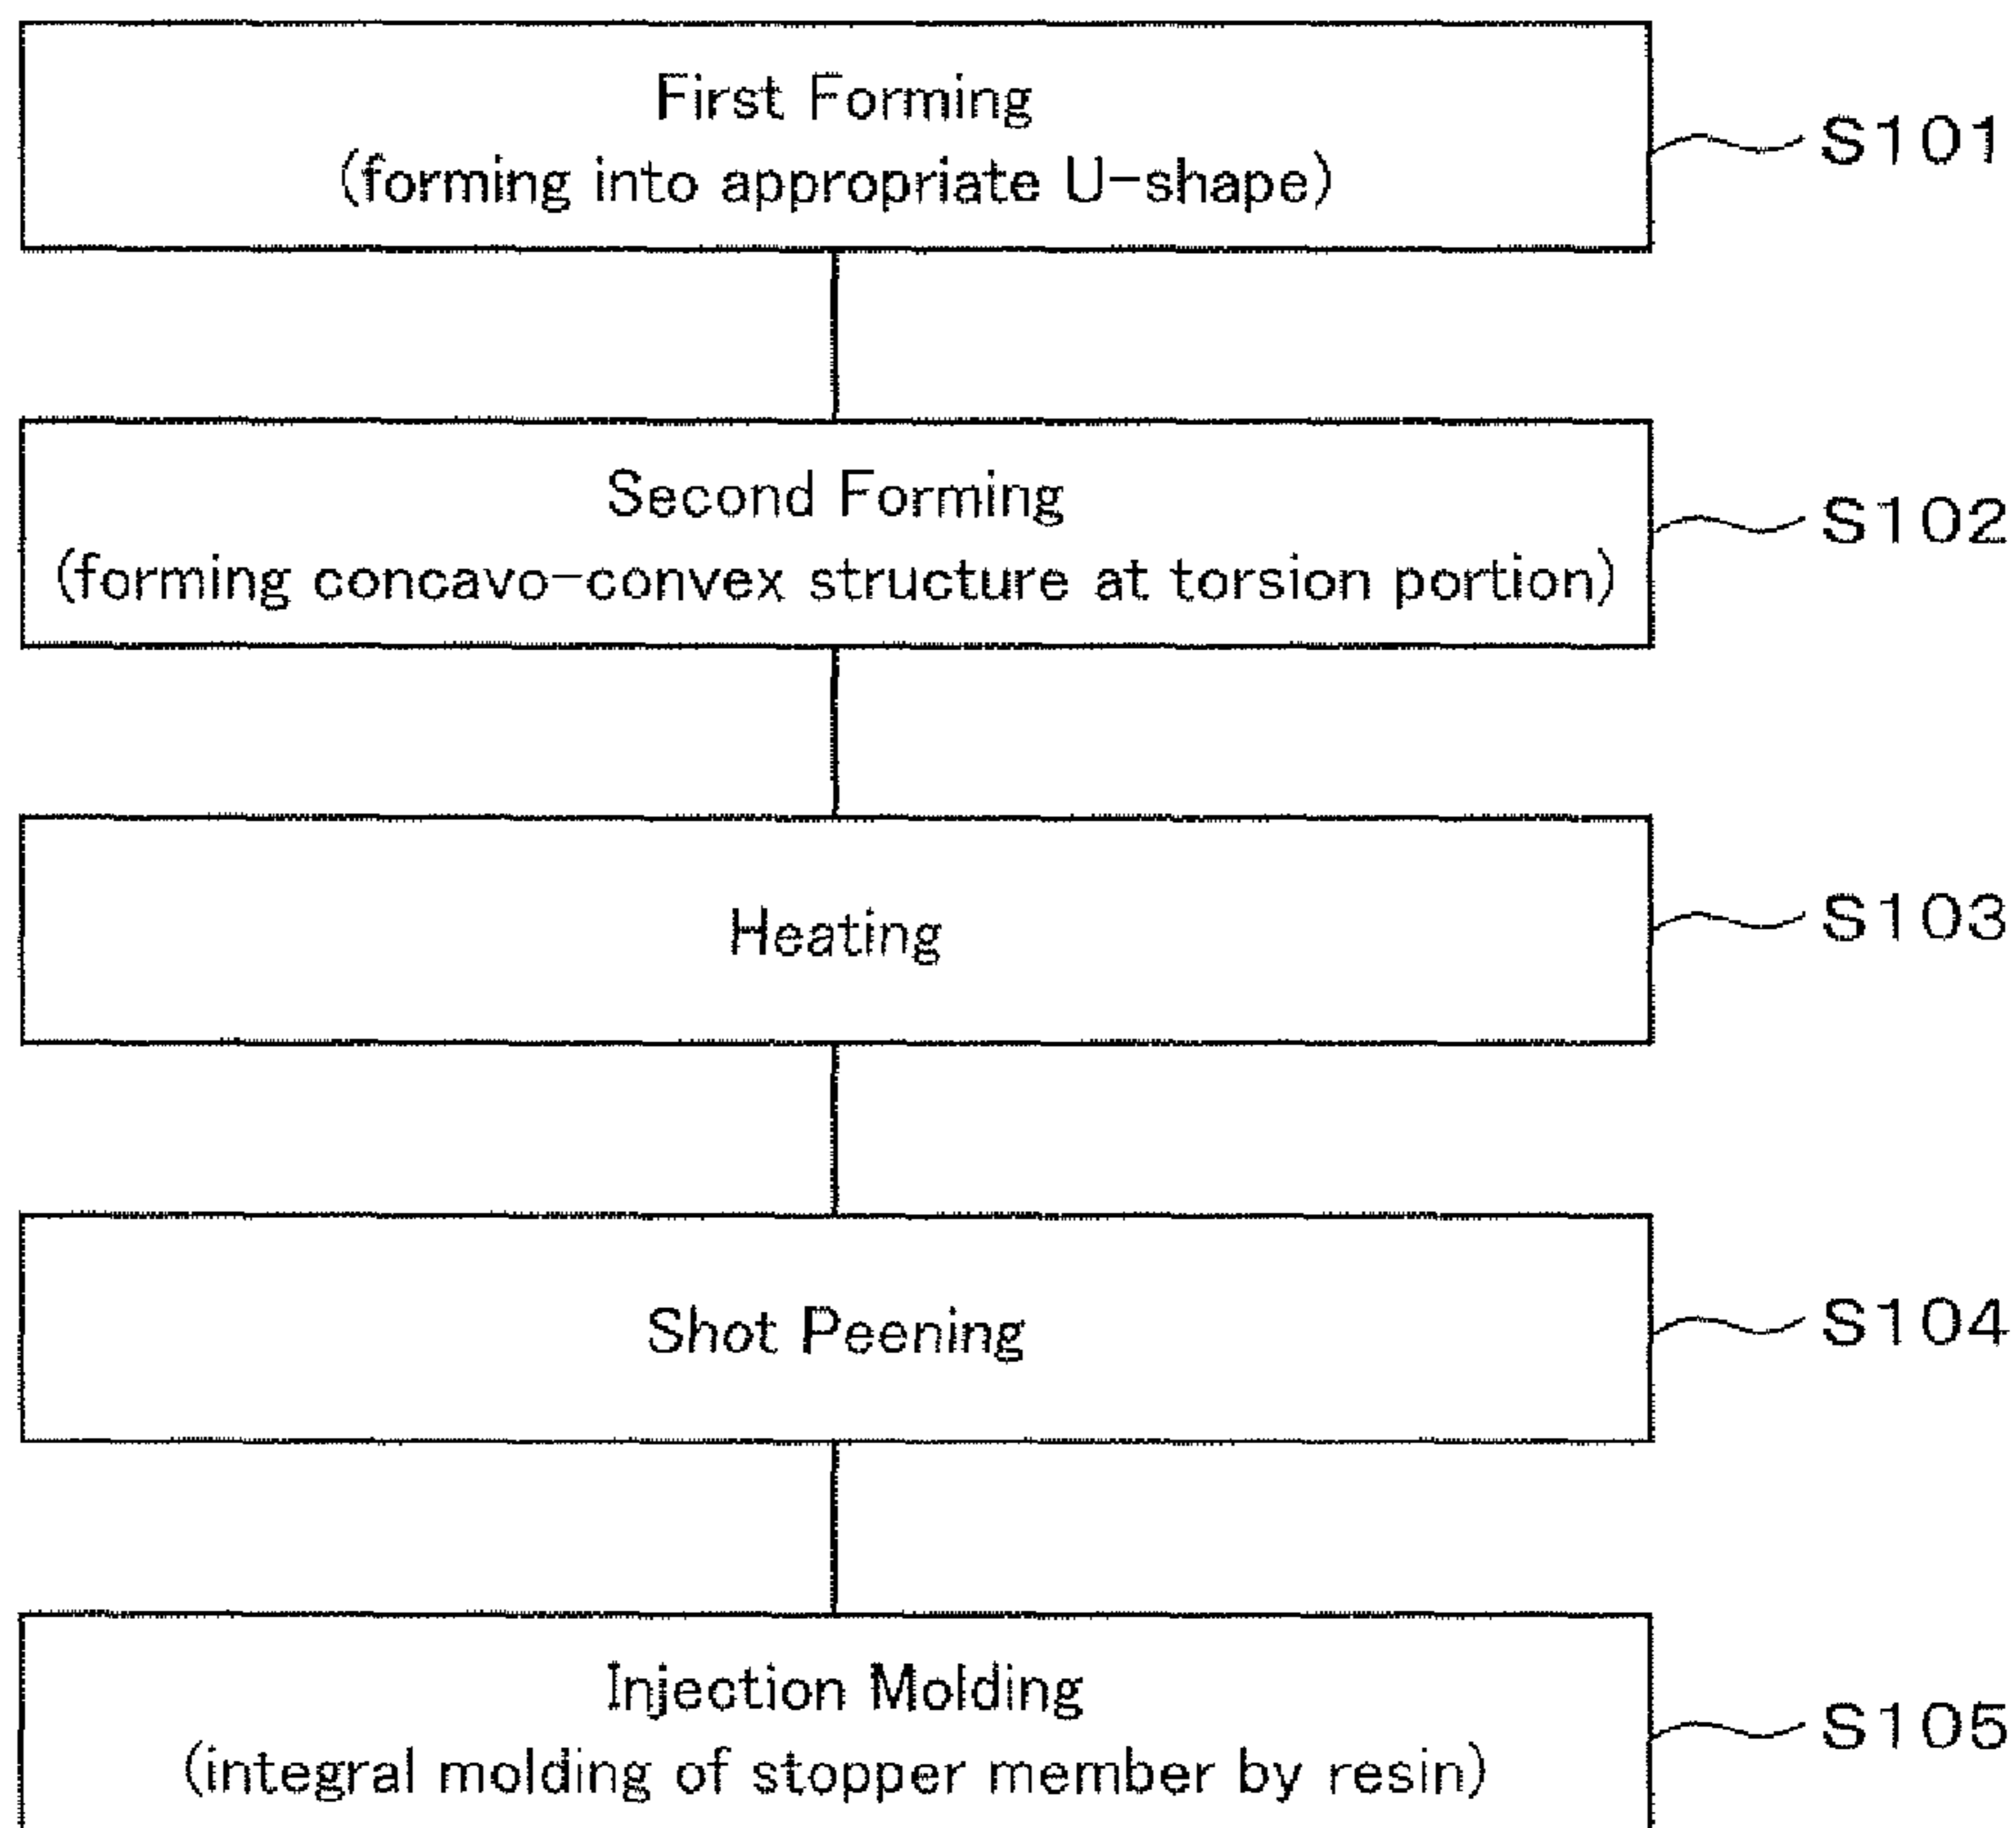 First Forming
(forming into appropriate U-shape)
S101
Second Forming
(forming concavo-convex structure at torsion portion)
S102
Heating
S103
Shot Peening
S104
Injection Molding
(integral molding of stopper member by resin)
S105